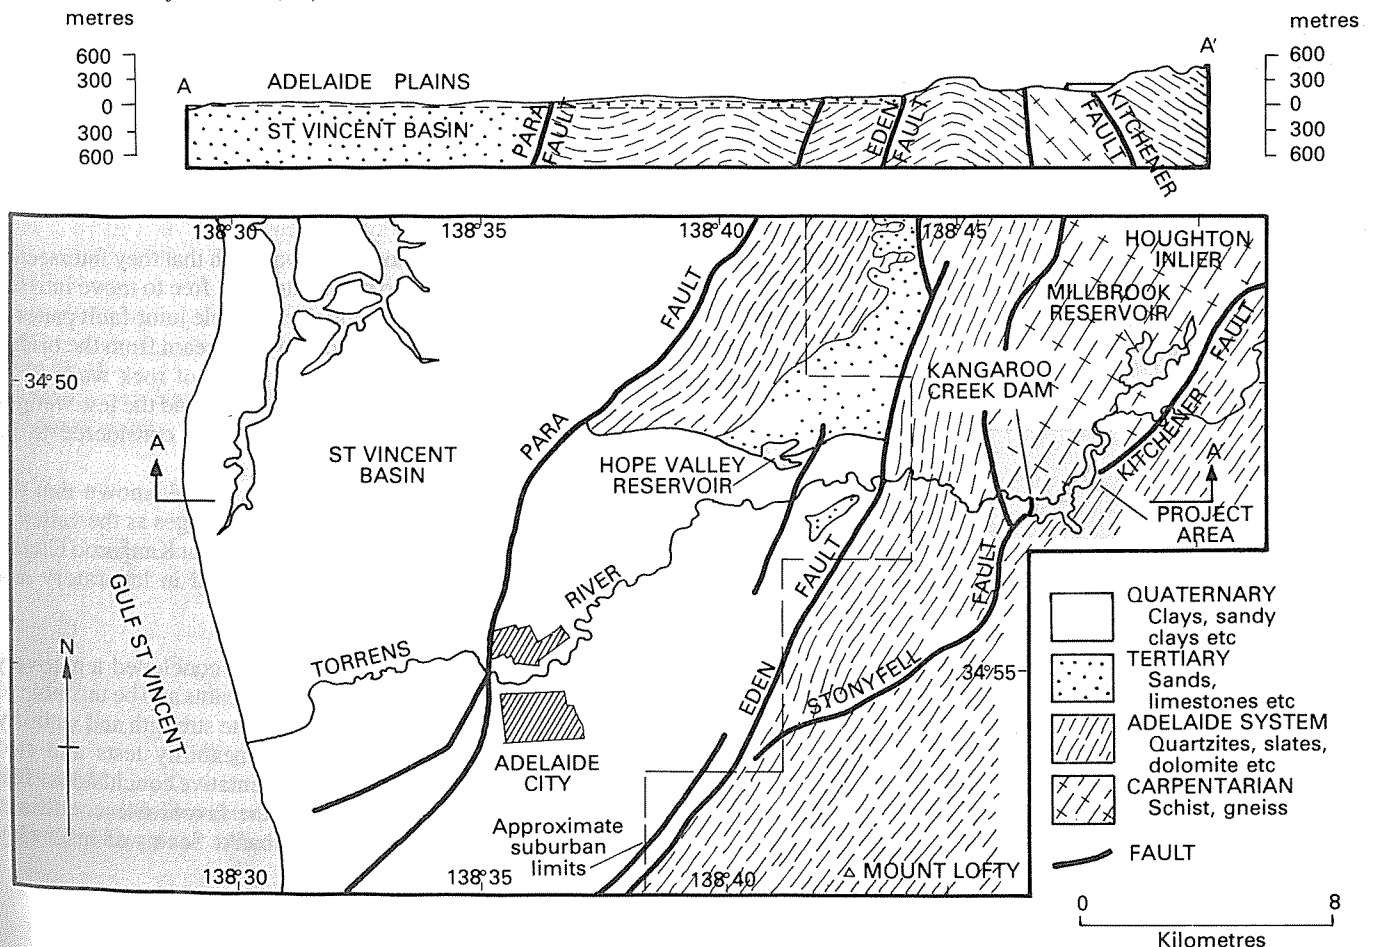 metres
metres
600
300
0
300
600
A
ADELAIDE PLAINS
ST VINCENT BASIN
PARA
FAULT
EDEN
FAULT
FAULT
KITCHENER
A'
600
300
0
300
600
138°30
138°35
138°40
138°45
HOUGHTON
INLIER
MILLBROOK
RESERVOIR
FAULT
FAULT
34°50
KANGAROO
CREEK DAM
PARA
KITCHENER
A
ST VINCENT
BASIN
HOPE VALLEY
RESERVOIR
A'
PROJECT
AREA
FAULT
FAULT
GULF ST VINCENT
RIVER
TORRENS
N
EDEN
STONYFELL
34°55
ADELAIDE
CITY
Approximate
suburban
limits
MOUNT LOFTY
138°30
138°35
138°40
QUATERNARY
Clays, sandy
clays etc
TERTIARY
Sands,
limestones etc
ADELAIDE SYSTEM
Quartzites, slates,
dolomite etc
CARPENTARIAN
Schist, gneiss
FAULT
0
8
Kilometres